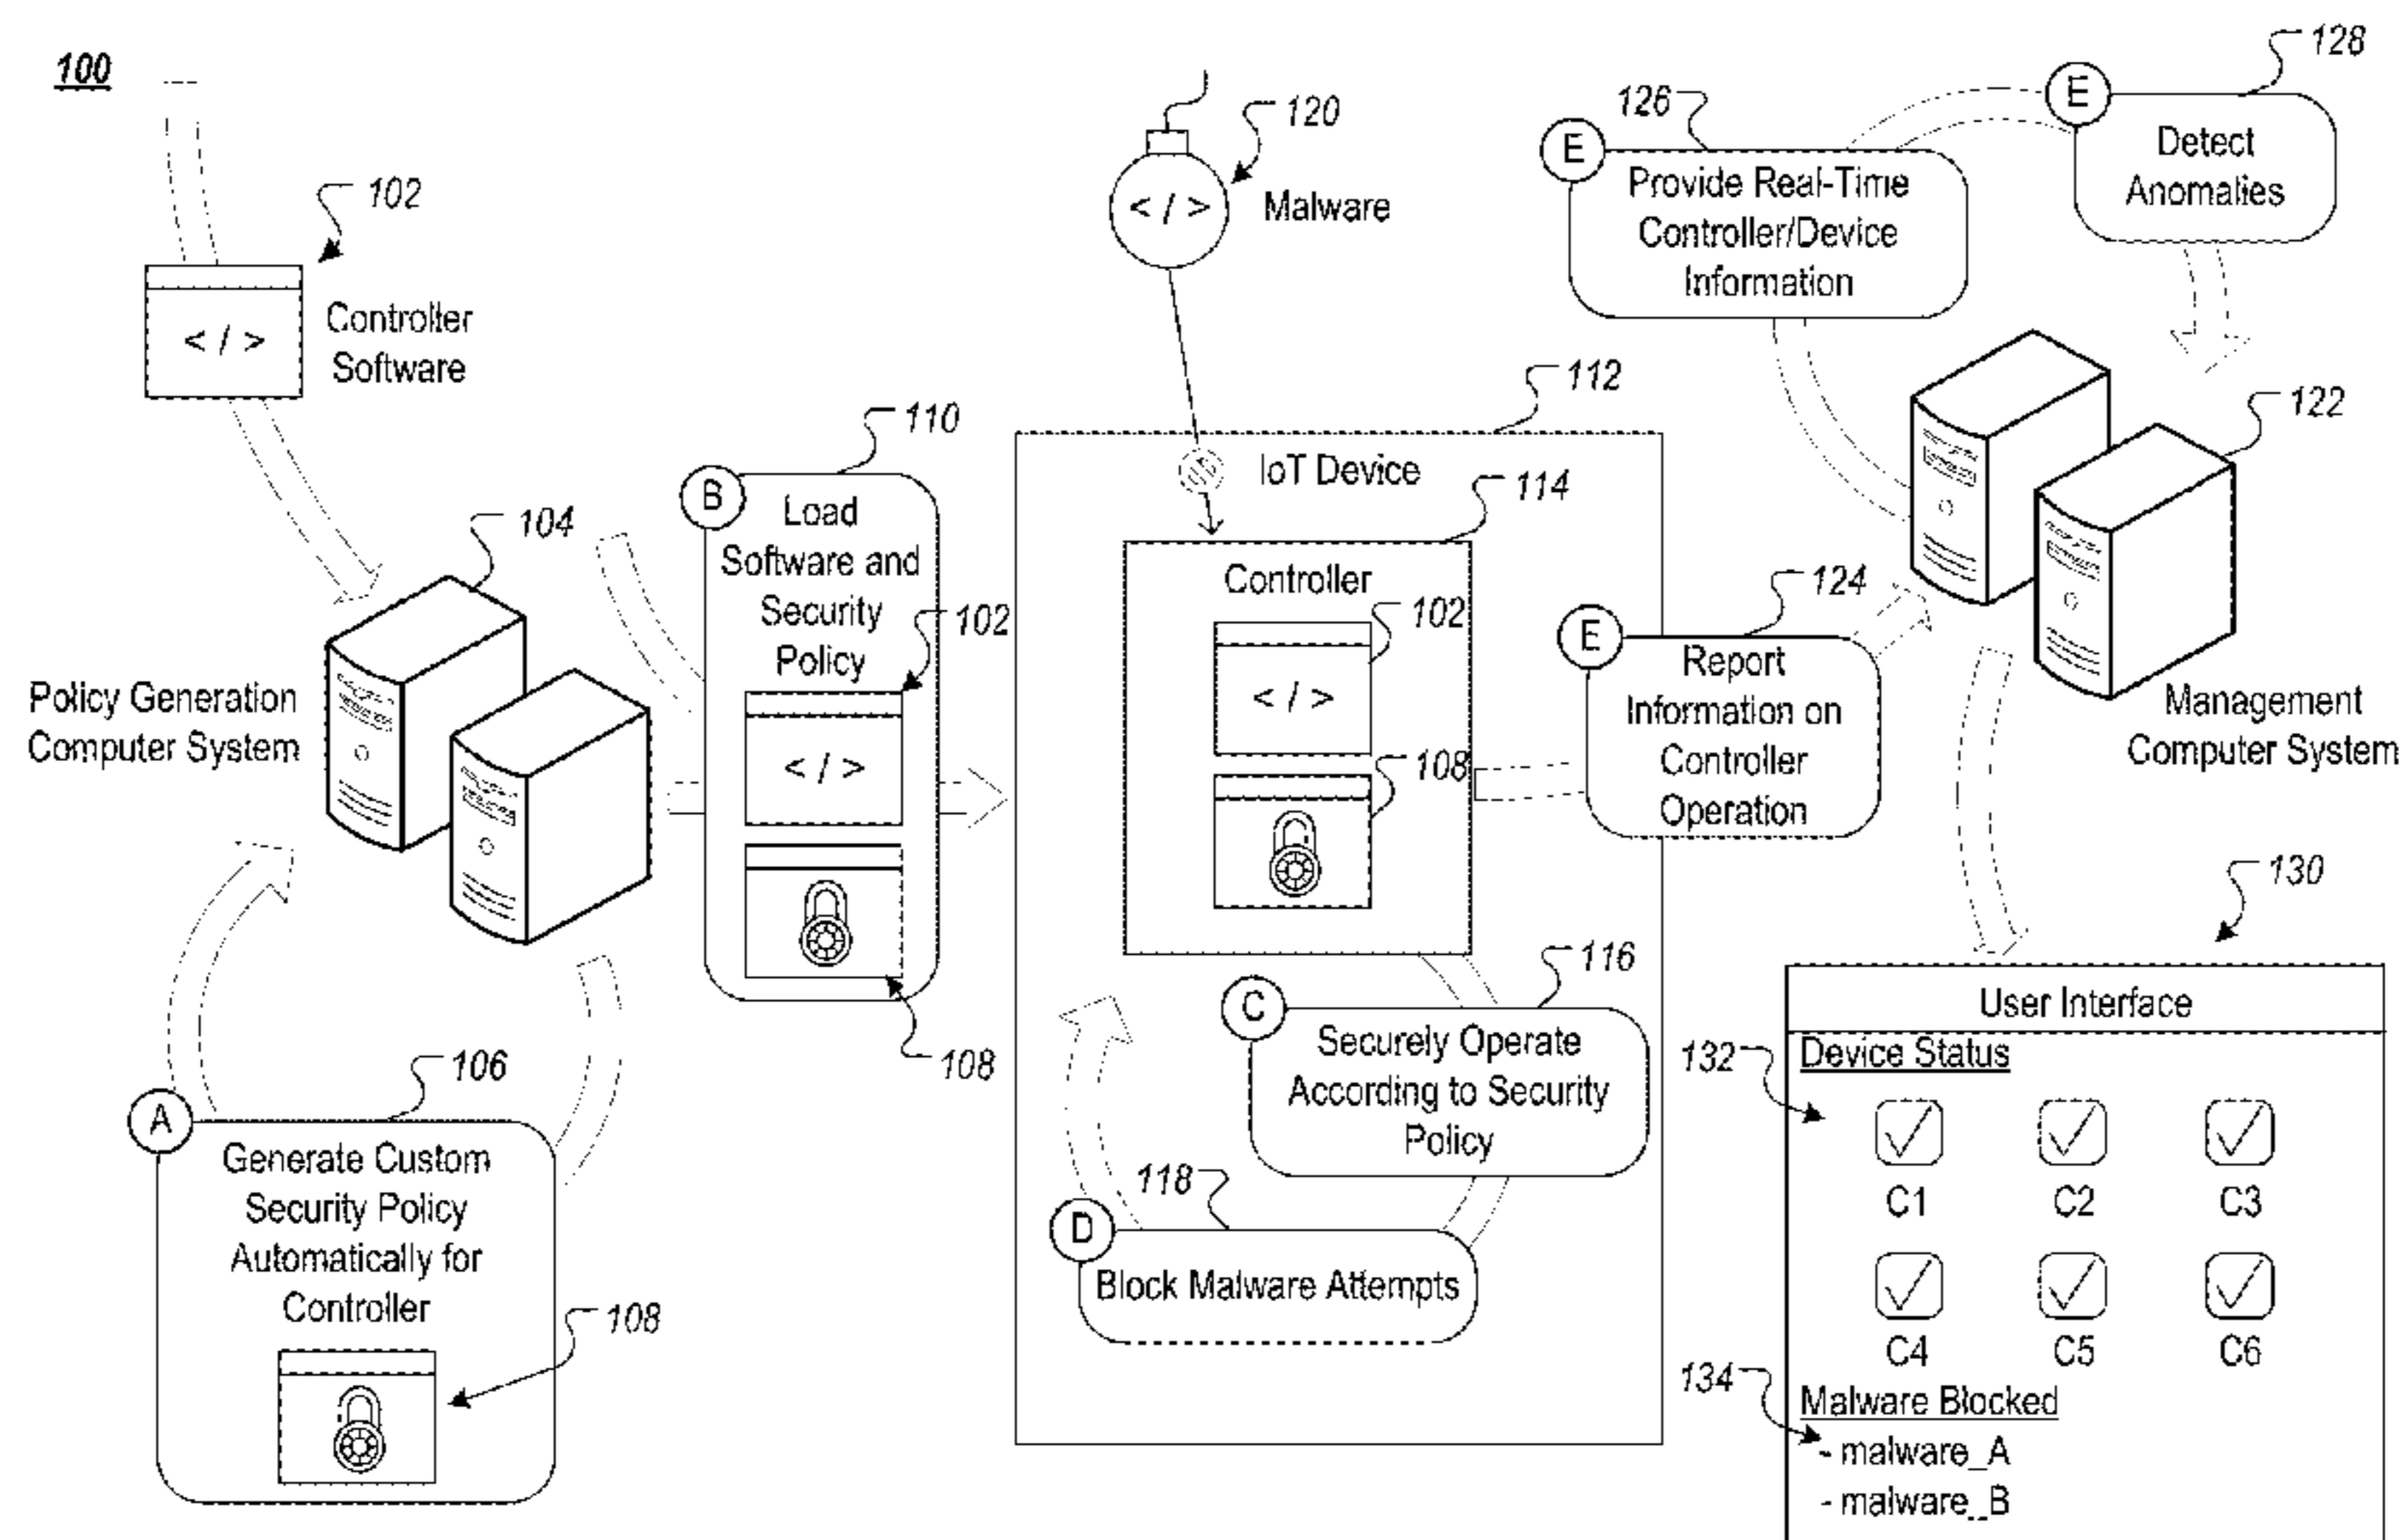 100
102
</>
Controller
Software
104
Policy Generation
Computer System
A
106
Generate Custom
Security Policy
Automatically for
Controller
108
B
110
Load
Software and
Security
Policy
102
</>
108
120
</>
Malware
112
IoT Device
114
Controller
102
</>
108
C
116
Securely Operate
According to Security
Policy
D
118
Block Malware Attempts
E
124
Report
Information on
Controller
Operation
E
126
Provide Real-Time
Controller/Device
Information
E
128
Detect
Anomalies
122
Management
Computer System
130
User Interface
132
Device Status
C1 C2 C3
C4 C5 C6
134
Malware Blocked
- malware_A
- malware_B